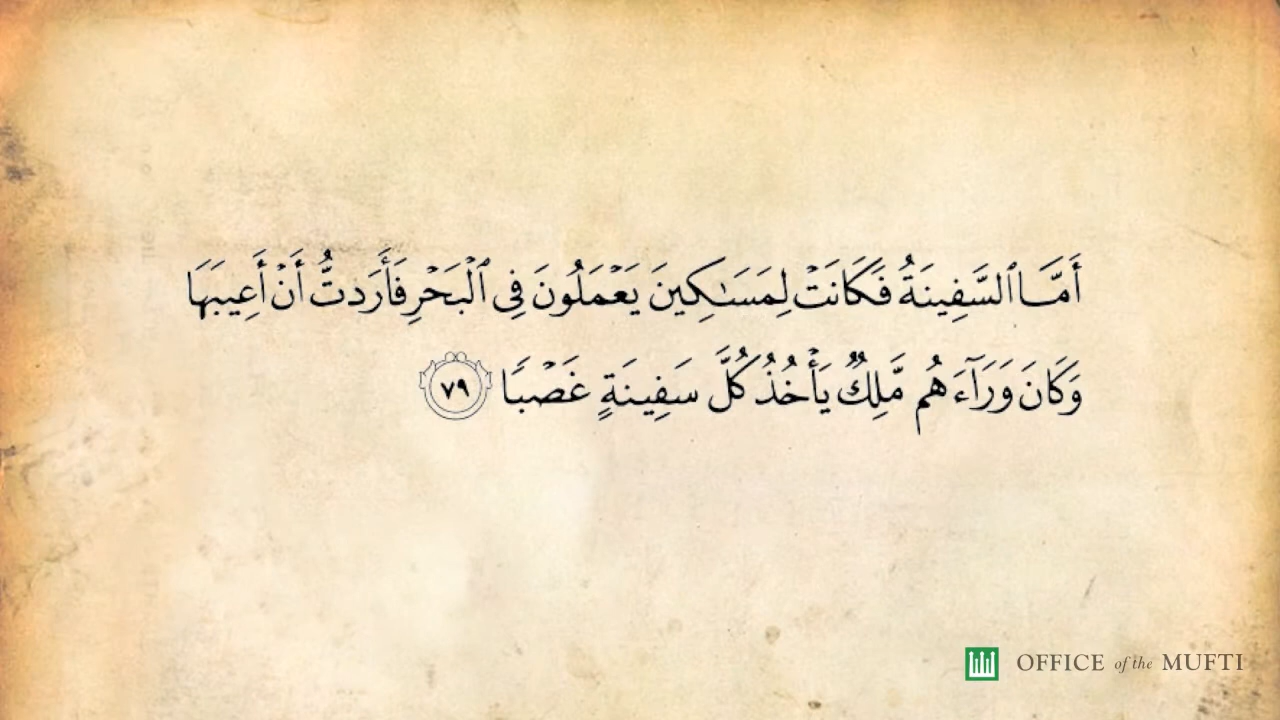 أَمَّا ٱلسَّفِينَةُ فَكَانَتْ لِمَسَـٰكِينَ يَعْمَلُونَ فِى ٱلْبَحْرِ فَأَرَدتُّ أَنْ أَعِيبَهَا
وَكَانَ وَرَآءَهُم مَّلِكٌ يَأْخُذُ كُلَّ سَفِينَةٍ غَصْبًا ٧٩
OFFICE of the MUFTI